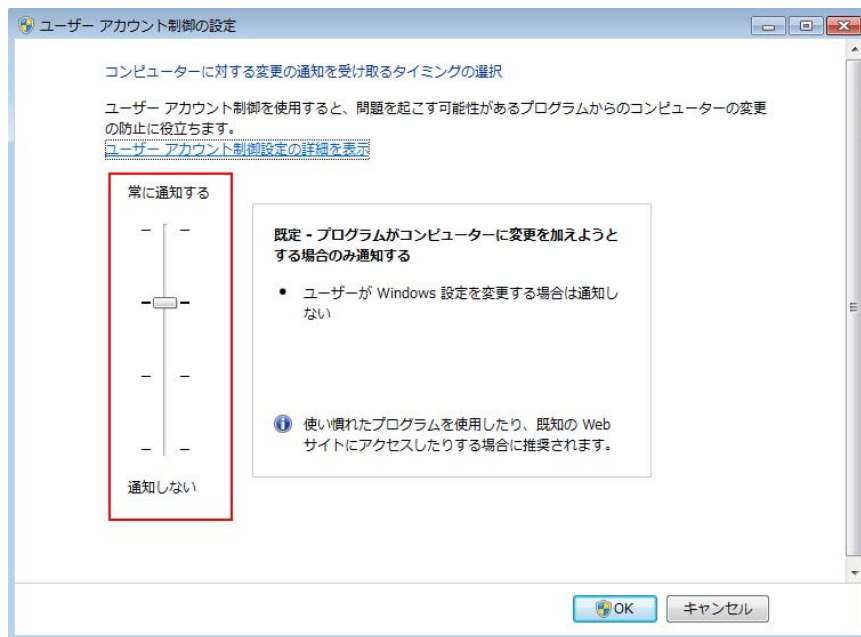 ユーザー アカウント制御の設定
コンピューターに対する変更の通知を受け取るタイミングの選択
ユーザー アカウント制御を使用すると、問題を起こす可能性があるプログラムからのコンピューターの変更
の防止に役立ちます。
ユーザー アカウント制御設定の詳細を表示
常に通知する
既定 - プログラムがコンピューターに変更を加えようと
する場合のみ通知する
• ユーザーが Windows 設定を変更する場合は通知し
ない
使い慣れたプログラムを使用したり、既知の Web
サイトにアクセスしたりする場合に推奨されます。
通知しない
OK
キャンセル